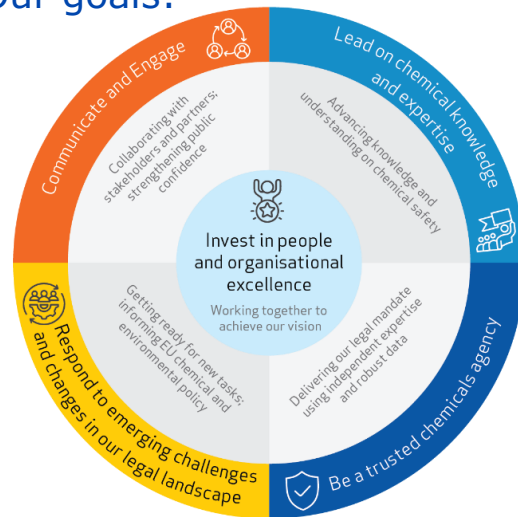 Our goals:
Communicate and Engage
Collaborating with
stakeholders and partners;
strengthening public
confidence
Lead on chemical knowledge
and expertise
Advancing knowledge and
understanding on chemical safety
Invest in people
and organisational
excellence
Working together to
achieve our vision
Getting ready for new tasks;
informing EU chemical and
environmental policy
Respond to emerging challenges
and changes in our legal landscape
Delivering our legal mandate
using independent expertise
and robust data
Be a trusted chemicals agency